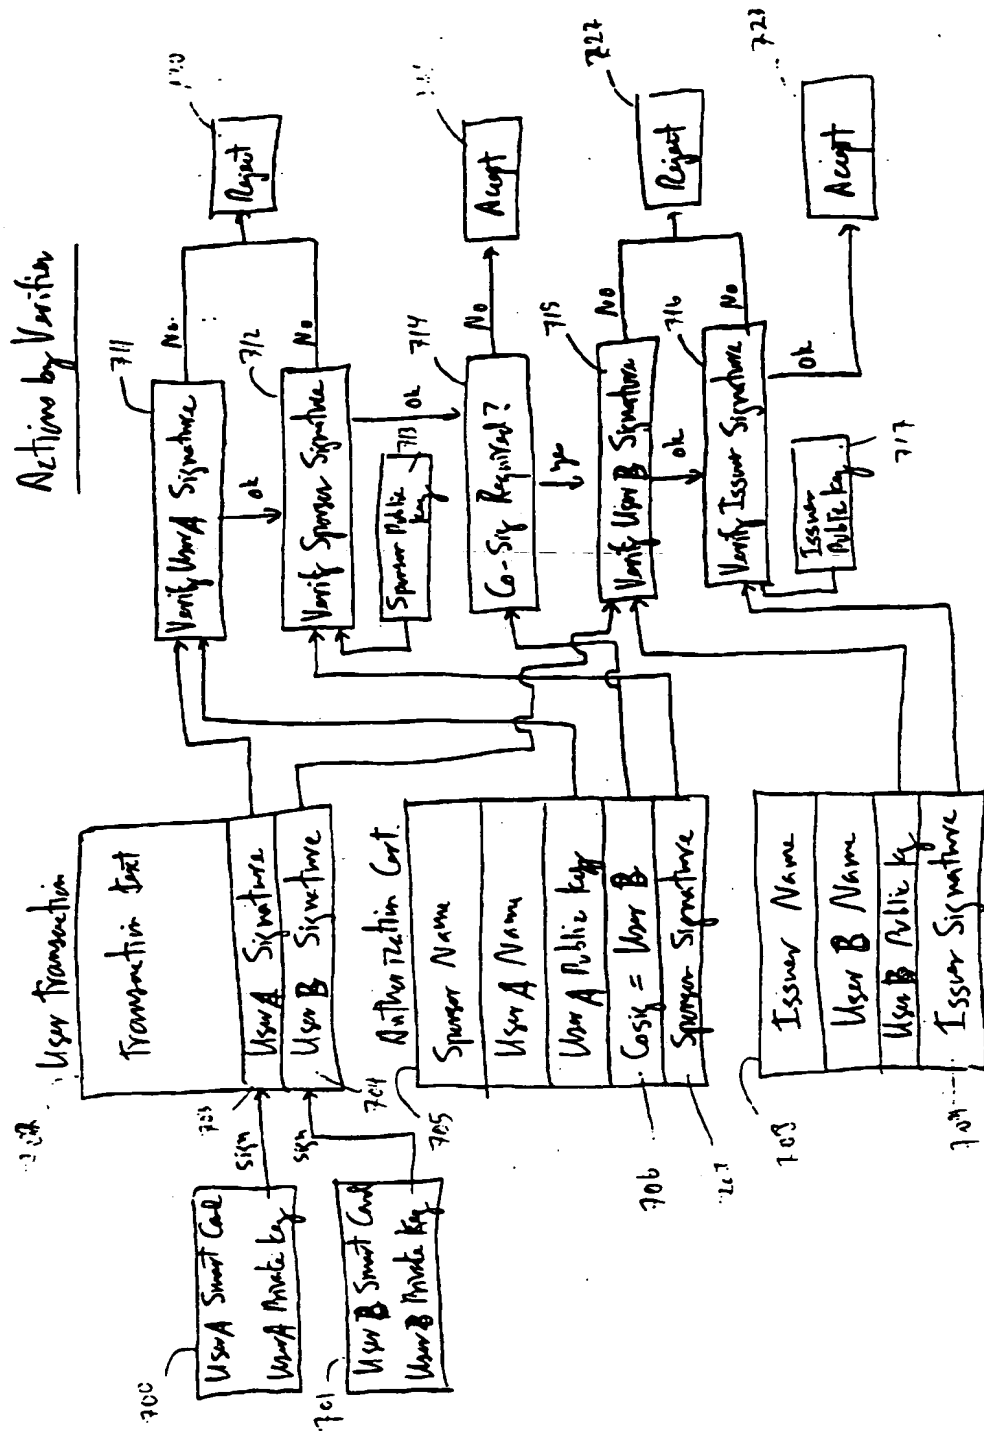 Actions by Verifier
User Transaction
Transaction text
User A Signature
User B Signature
703
704
700
User A Smart Card
User A Private key
sign
701
User B Smart Card
User B Private key
sign
Authorization Cert.
705
Sponsor Name
User A Name
User A Public key
Cosig = User B
706
Sponsor Signature
708
Issuer Name
User B Name
User B Public key
Issuer Signature
709
711
Verify User A Signature
No.
ok
712
Verify Sponsor Signature
No
Reject
ok
713
Sponsor Public
key
714
Co-Sig Required?
No
Accept
yes
715
Verify User B Signature
No
ok
716
Verify Issuer Signature
No
722
Reject
ok
717
Issuer
Public key
723
Accept